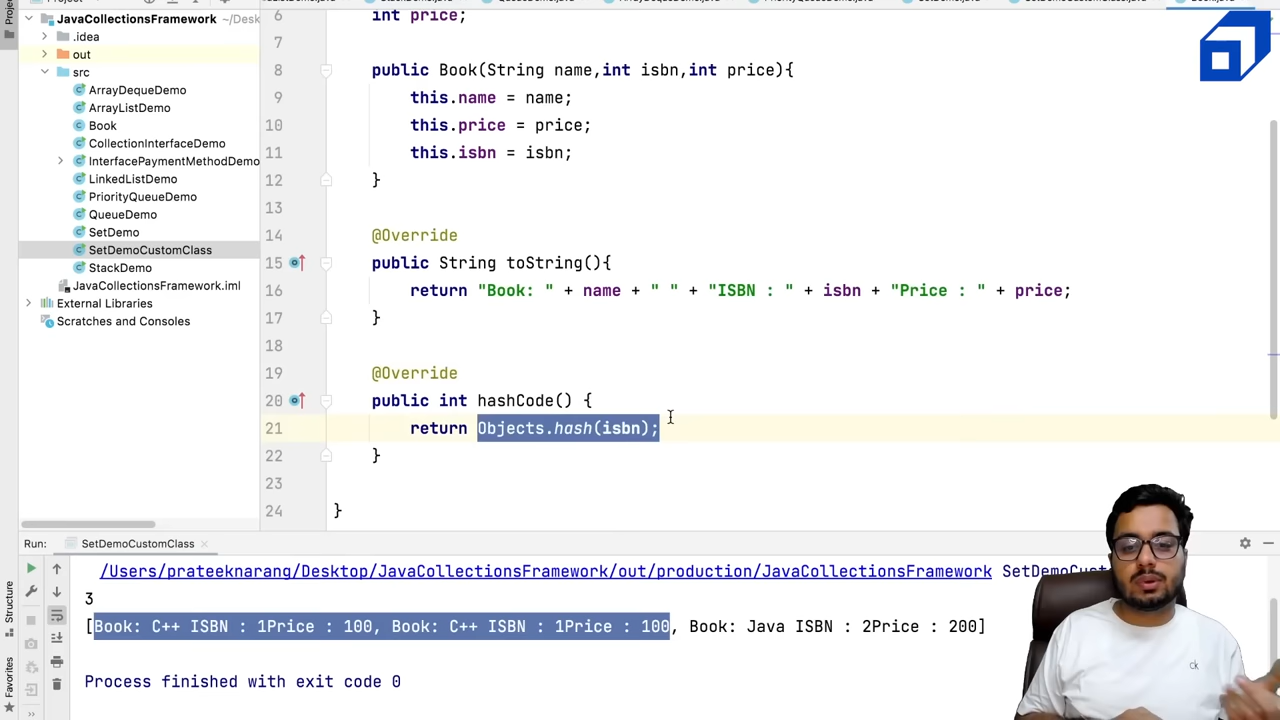 Project
JavaCollectionsFramework ~/Desk
.idea
out
src
ArrayDequeDemo
ArrayListDemo
Book
CollectionInterfaceDemo
InterfacePaymentMethodDemo
LinkedListDemo
PriorityQueueDemo
QueueDemo
SetDemo
SetDemoCustomClass
StackDemo
JavaCollectionsFramework.iml
External Libraries
Scratches and Consoles
6 int price;
7
8 public Book(String name,int isbn,int price){
9 this.name = name;
10 this.price = price;
11 this.isbn = isbn;
12 }
13
14 @Override
15 public String toString(){
16 return "Book: " + name + " " + "ISBN : " + isbn + "Price : " + price;
17 }
18
19 @Override
20 public int hashCode() {
21 return Objects.hash(isbn);
22 }
23
24 }
Run: SetDemoCustomClass
/Users/prateeknarang/Desktop/JavaCollectionsFramework/out/production/JavaCollectionsFramework SetDemoCust
3
[Book: C++ ISBN : 1Price : 100, Book: C++ ISBN : 1Price : 100, Book: Java ISBN : 2Price : 200]
Process finished with exit code 0
Structure
Favorites
ck